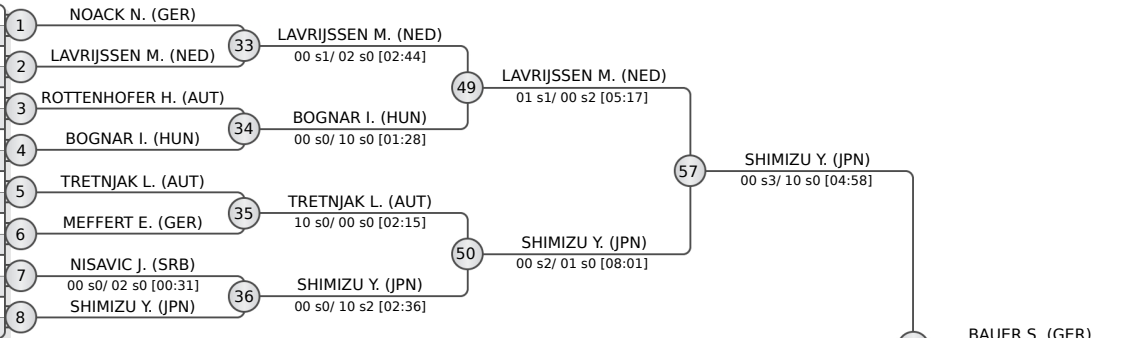 1
NOACK N. (GER)
2
LAVRIJSSEN M. (NED)
33
LAVRIJSSEN M. (NED)
00 s1/ 02 s0 [02:44]
3
ROTTENHOFER H. (AUT)
4
BOGNAR I. (HUN)
34
BOGNAR I. (HUN)
00 s0/ 10 s0 [01:28]
49
LAVRIJSSEN M. (NED)
01 s1/ 00 s2 [05:17]
5
TRETNJAK L. (AUT)
6
MEFFERT E. (GER)
35
TRETNJAK L. (AUT)
10 s0/ 00 s0 [02:15]
7
NISAVIC J. (SRB)
00 s0/ 02 s0 [00:31]
8
SHIMIZU Y. (JPN)
36
SHIMIZU Y. (JPN)
00 s0/ 10 s2 [02:36]
50
SHIMIZU Y. (JPN)
00 s2/ 01 s0 [08:01]
57
SHIMIZU Y. (JPN)
00 s3/ 10 s0 [04:58]
BAUER S. (GER)